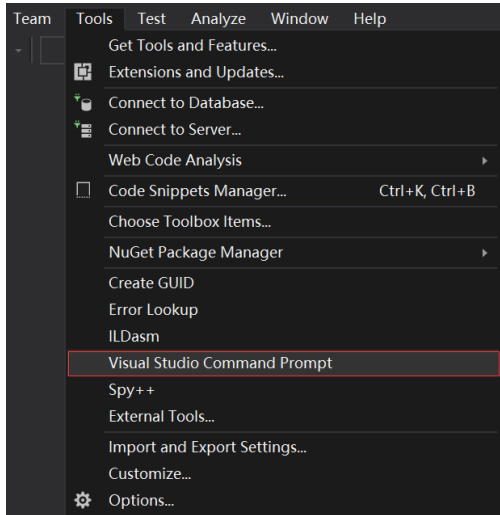 Team Tools Test Analyze Window Help
Get Tools and Features...
Extensions and Updates...
Connect to Database...
Connect to Server...
Web Code Analysis
Code Snippets Manager... Ctrl+K, Ctrl+B
Choose Toolbox Items...
NuGet Package Manager
Create GUID
Error Lookup
ILDasm
Visual Studio Command Prompt
Spy++
External Tools...
Import and Export Settings...
Customize...
Options...